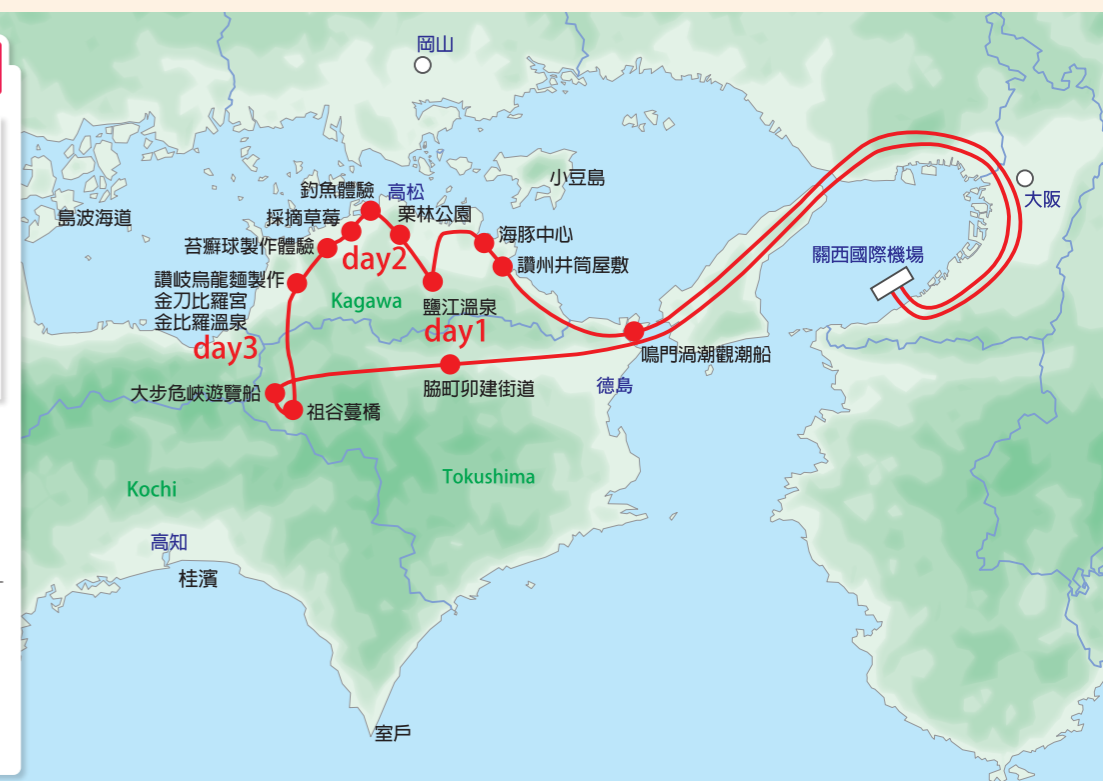 岡山
小豆島
大阪
島波海道
釣魚體驗
高松
採摘草莓
栗林公園
苔癬球製作體驗
day2
海豚中心
讚州井筒屋敷
關西國際機場
讚岐烏龍麵製作
金刀比羅宮
金比羅溫泉
day3
Kagawa
鹽江溫泉
day1
鳴門渦潮觀潮船
大步危峽遊覽船
祖谷蔓橋
脇町卯建街道
德島
Kochi
Tokushima
高知
桂濱
室戶